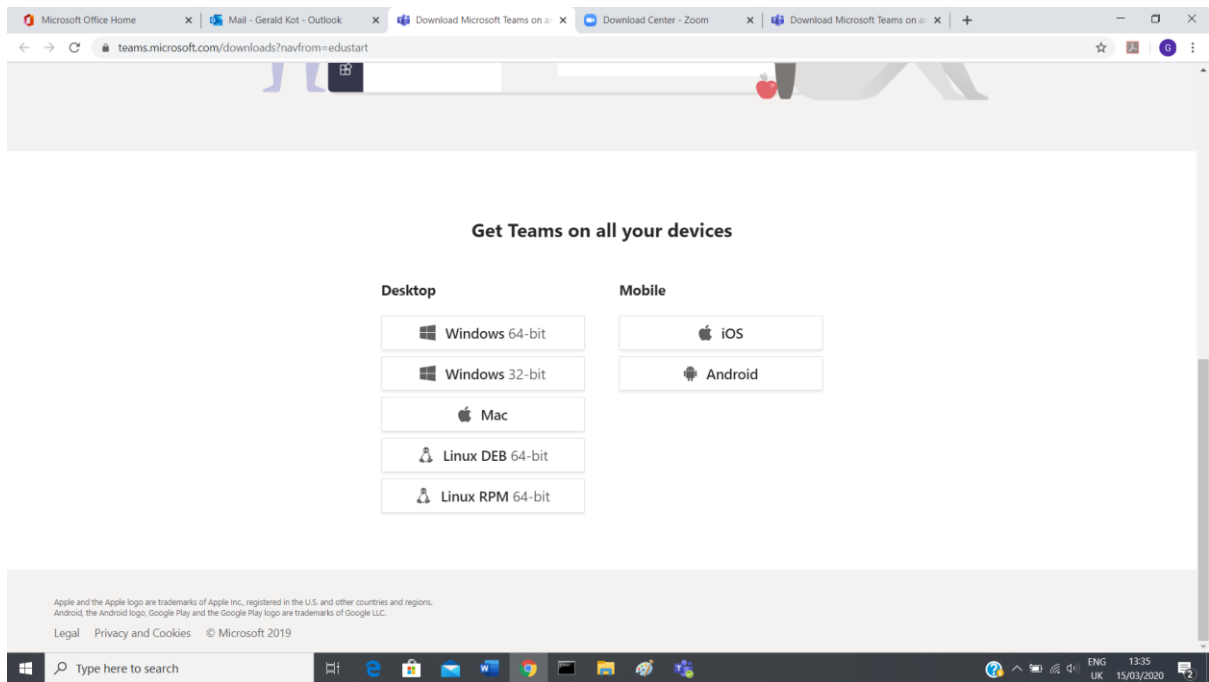 Microsoft Office Home
Mail - Gerald Kot - Outlook
Download Microsoft Teams on
Download Center - Zoom
Download Microsoft Teams on
teams.microsoft.com/downloads?navfrom=edustart
G
Get Teams on all your devices
Desktop
Mobile
Windows 64-bit
iOS
Windows 32-bit
Android
Mac
Linux DEB 64-bit
Linux RPM 64-bit
Apple and the Apple logo are trademarks of Apple Inc., registered in the U.S. and other countries and regions.
Android, the Android logo, Google Play and the Google Play logo are trademarks of Google LLC.
Legal Privacy and Cookies © Microsoft 2019
Type here to search
ENG 13:35
UK 15/03/2020
2